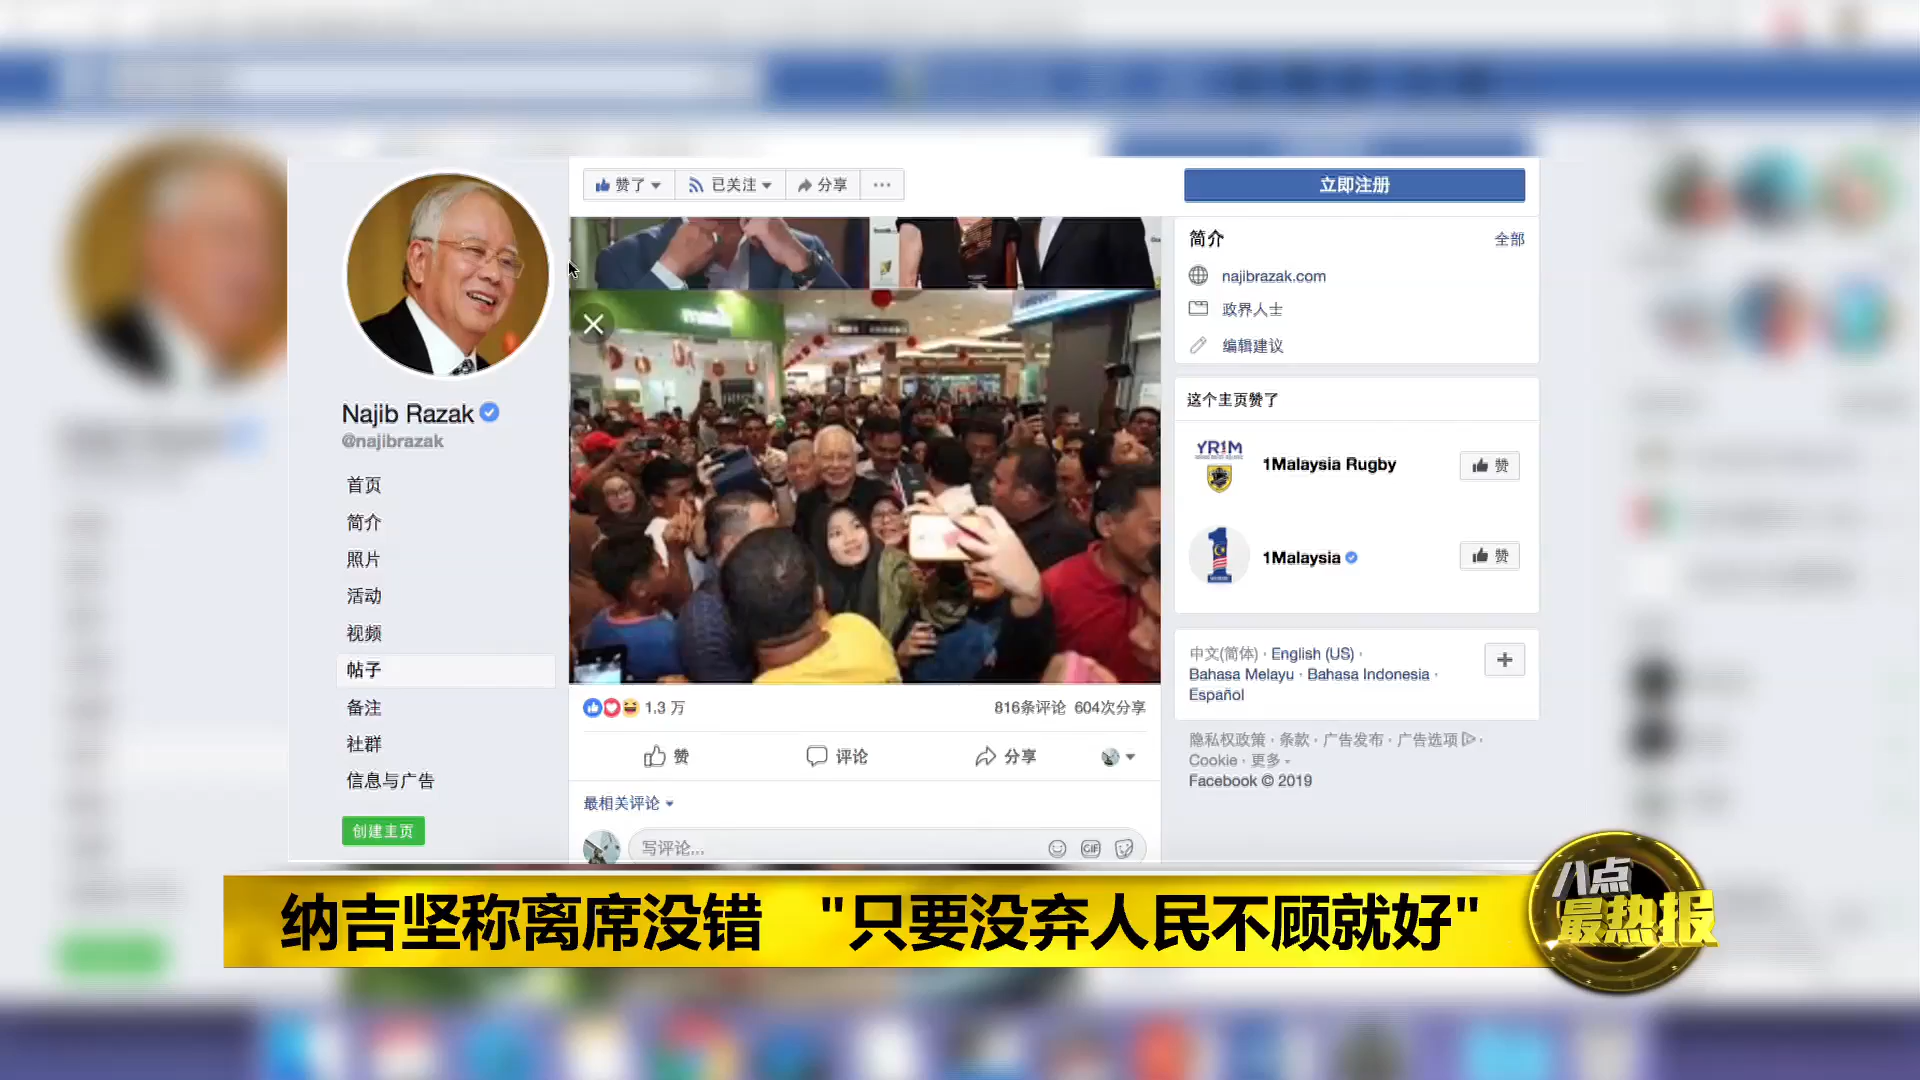 赞了
已关注
分享
立即注册
简介
全部
najibrazak.com
政界人士
编辑建议
Najib Razak
@najibrazak
首页
简介
照片
活动
视频
帖子
备注
社群
信息与广告
创建主页
这个主页赞了
YR1M
1Malaysia Rugby
赞
1Malaysia
赞
1.3 万
816条评论 604次分享
赞
评论
分享
最相关评论
写评论...
GIF
中文(简体) · English (US) ·
Bahasa Melayu · Bahasa Indonesia ·
Español
隐私权政策 · 条款 · 广告发布 · 广告选项 ·
Cookie · 更多
Facebook © 2019
纳吉坚称离席没错 "只要没弃人民不顾就好"
八点
最热报